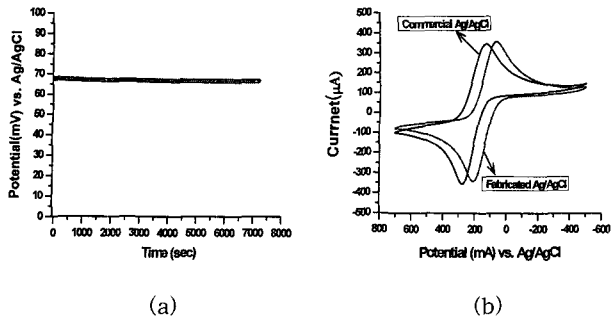 100
90
80
70
60
50
40
30
20
10
0
Potential(mV) vs. Ag/AgCl
0 1000 2000 3000 4000 5000 6000 7000 8000
Time (sec)
(a)
500
400
300
200
100
0
-100
-200
-300
-400
-500
Currnet(μA)
Commercial Ag/AgCl
Fabricated Ag/AgCl
800 600 400 200 0 -200 -400 -600
Potential (mA) vs. Ag/AgCl
(b)